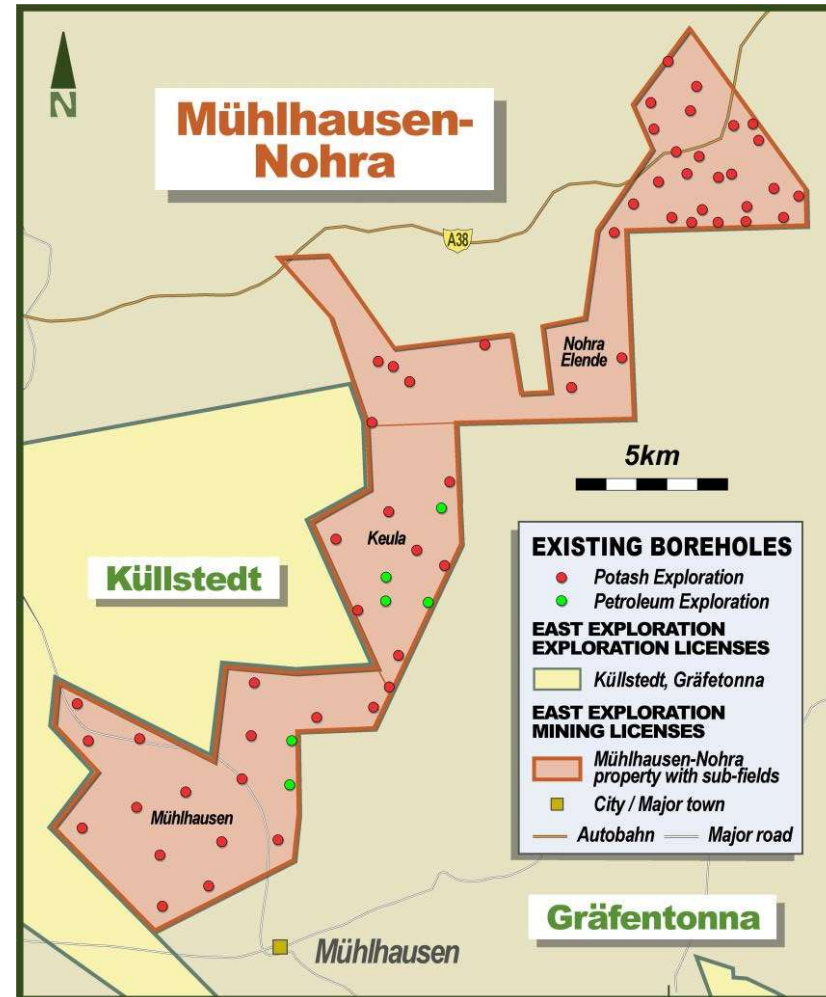 N
Mühlhausen-
Nohra
A38
Nohra
Elende
5km
Keula
Küllstedt
EXISTING BOREHOLES
Potash Exploration
Petroleum Exploration
EAST EXPLORATION
EXPLORATION LICENSES
Küllstedt, Gräfetonna
EAST EXPLORATION
MINING LICENSES
Mühlhausen-Nohra
property with sub-fields
City / Major town
Autobahn
Major road
Mühlhausen
Gräfentonna
Mühlhausen